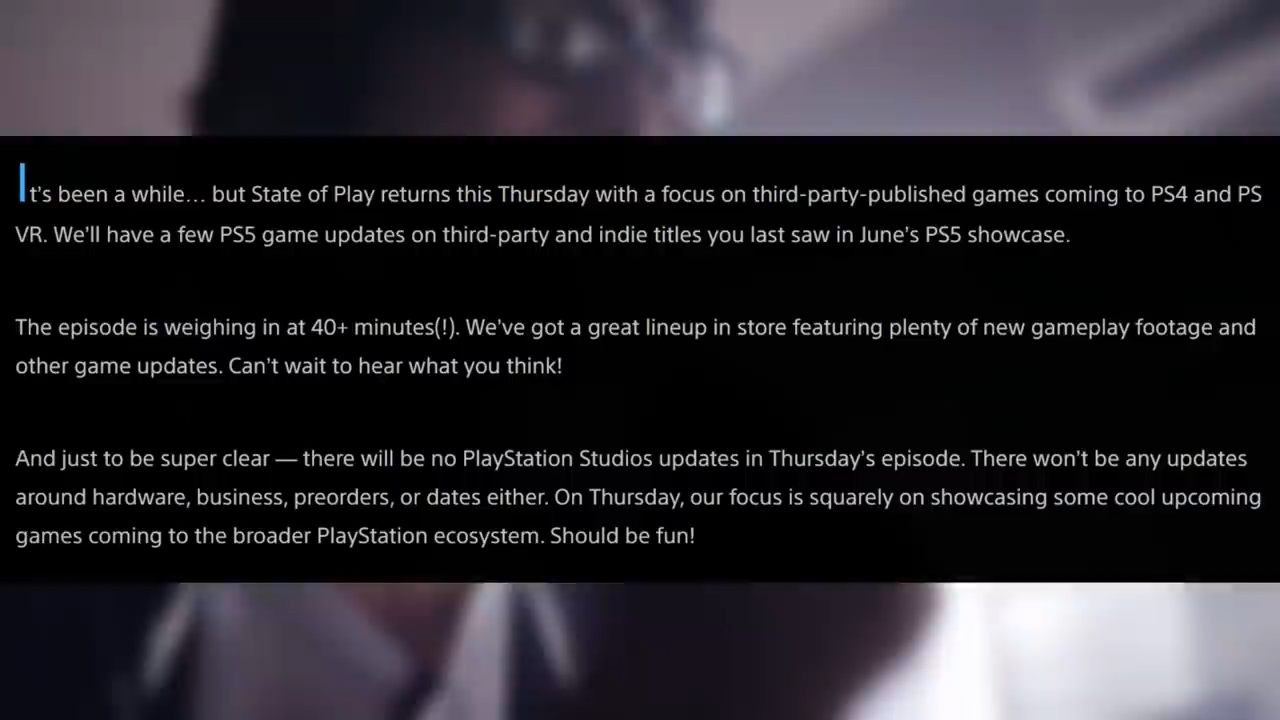 It's been a while… but State of Play returns this Thursday with a focus on third-party-published games coming to PS4 and PS
VR. We'll have a few PS5 game updates on third-party and indie titles you last saw in June's PS5 showcase.
The episode is weighing in at 40+ minutes(!). We've got a great lineup in store featuring plenty of new gameplay footage and
other game updates. Can't wait to hear what you think!
And just to be super clear — there will be no PlayStation Studios updates in Thursday's episode. There won't be any updates
around hardware, business, preorders, or dates either. On Thursday, our focus is squarely on showcasing some cool upcoming
games coming to the broader PlayStation ecosystem. Should be fun!